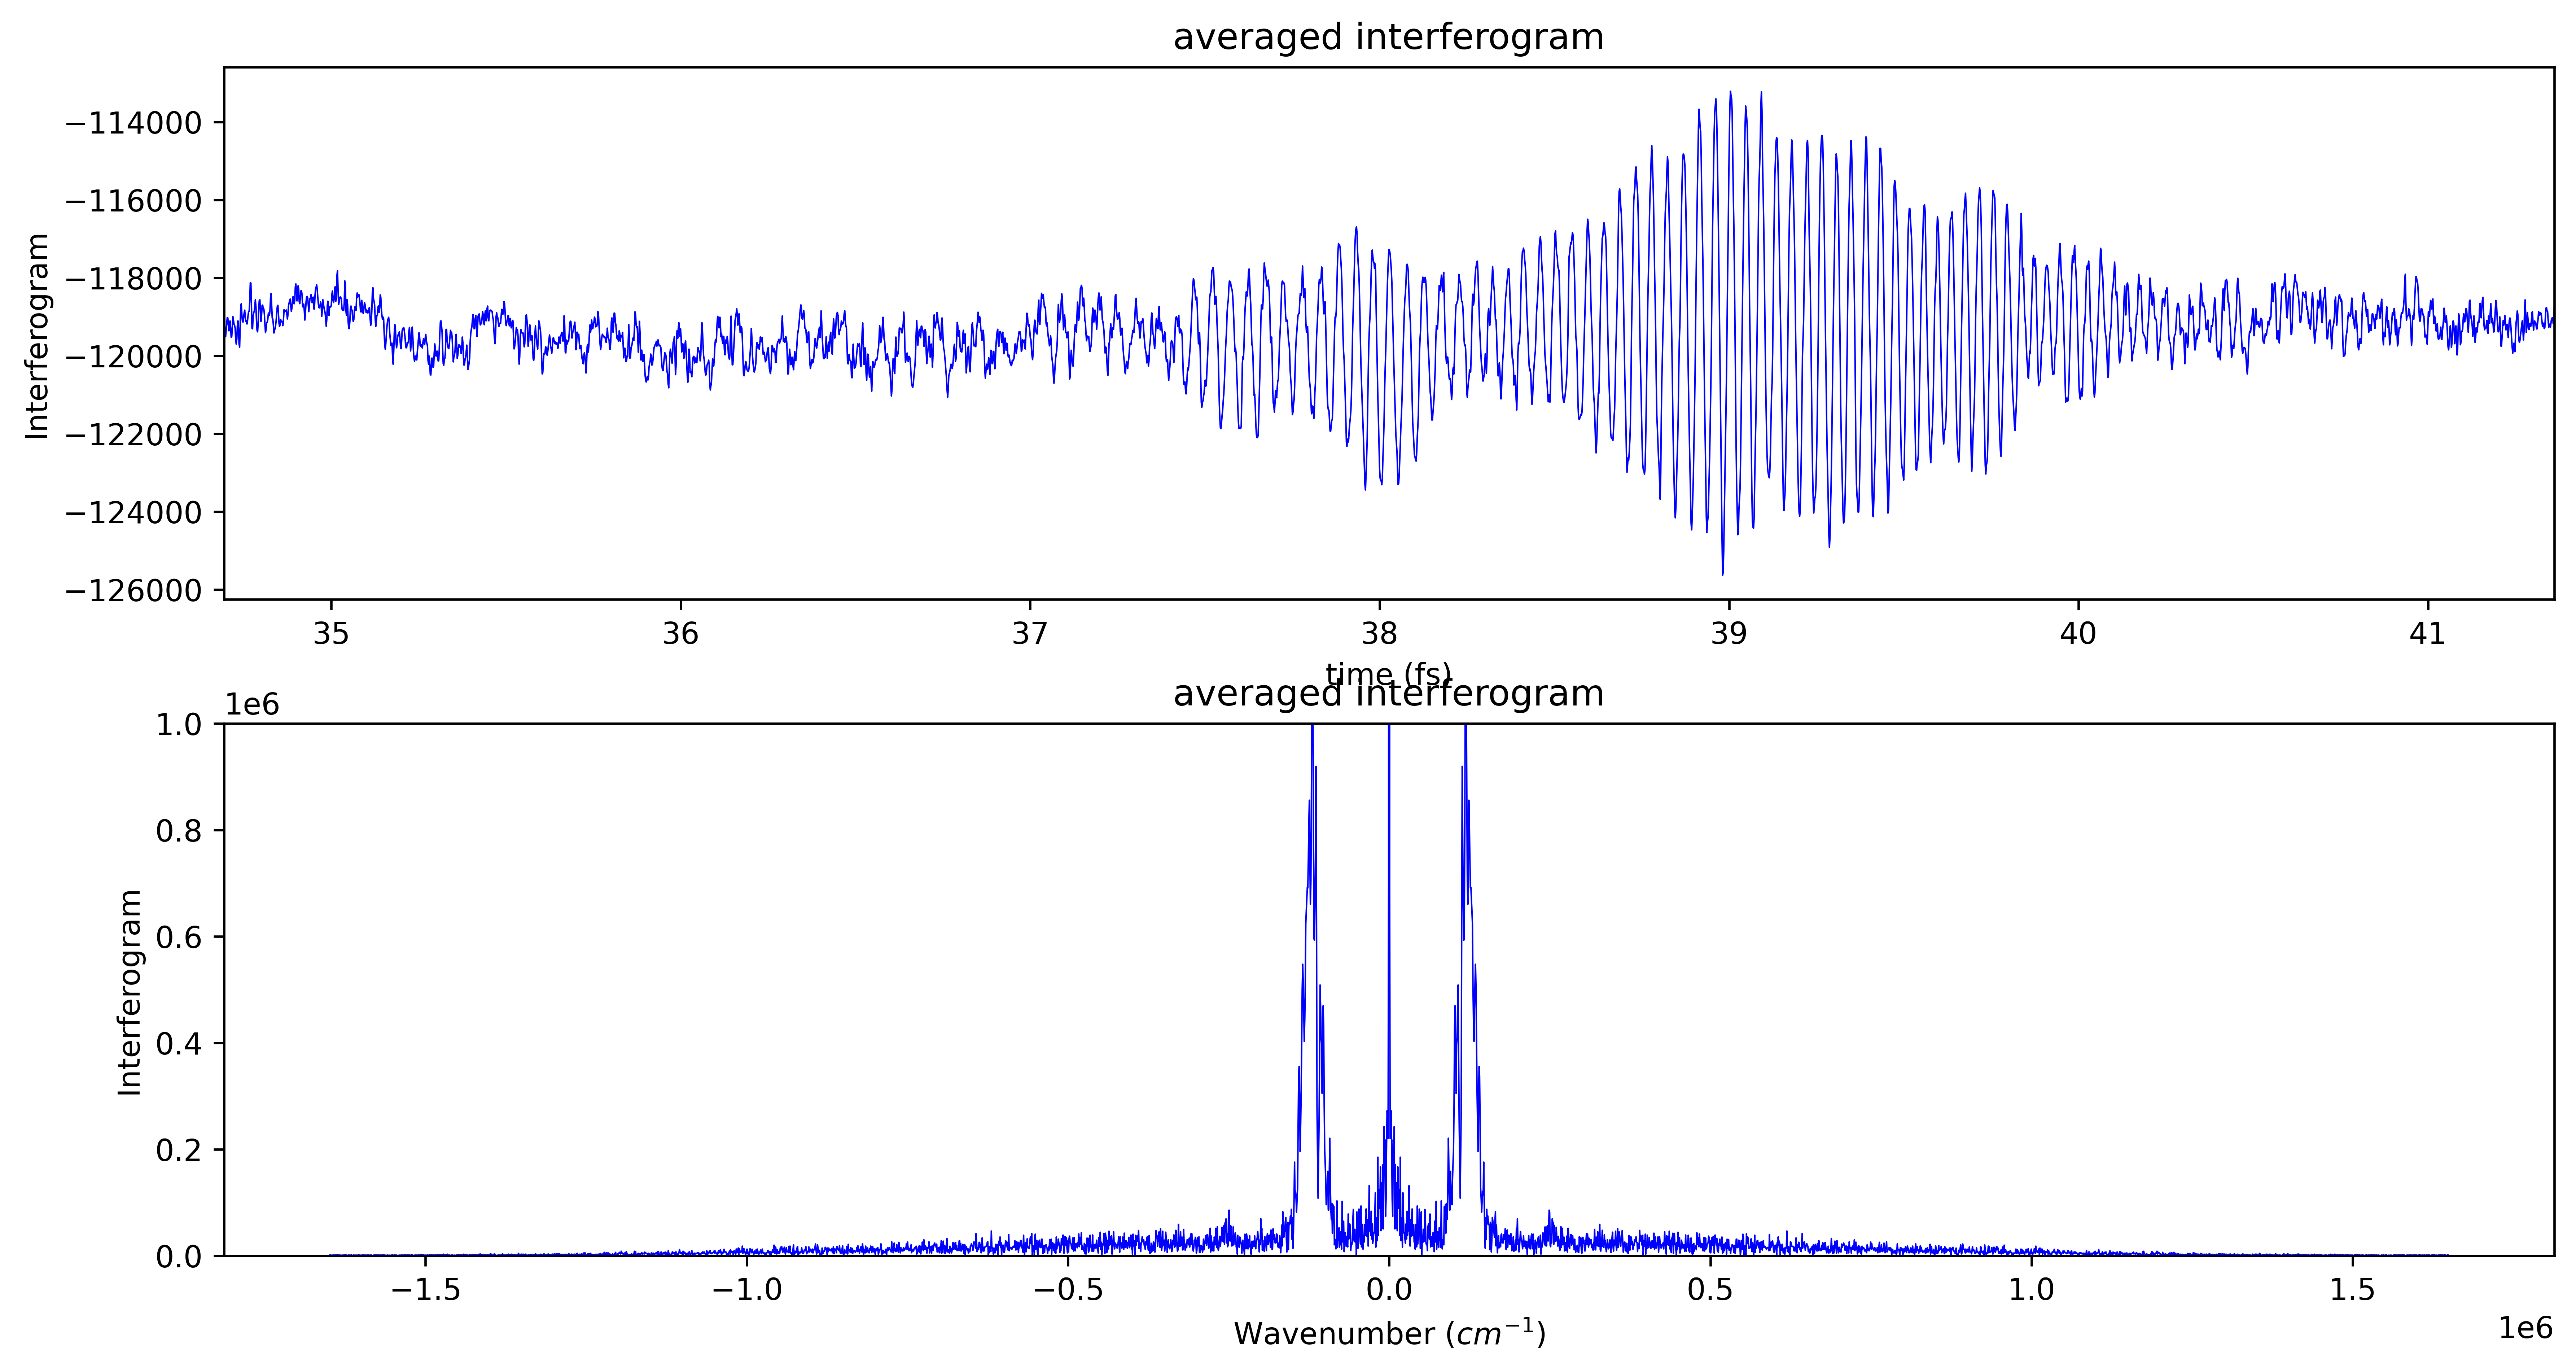 averaged interferogram
Interferogram
−114000
−116000
−118000
−120000
−122000
−124000
−126000
35 36 37 38 39 40 41
time (fs)
averaged interferogram
1e6
Interferogram
1.0
0.8
0.6
0.4
0.2
0.0
−1.5 −1.0 −0.5 0.0 0.5 1.0 1.5
1e6
Wavenumber (cm⁻¹)